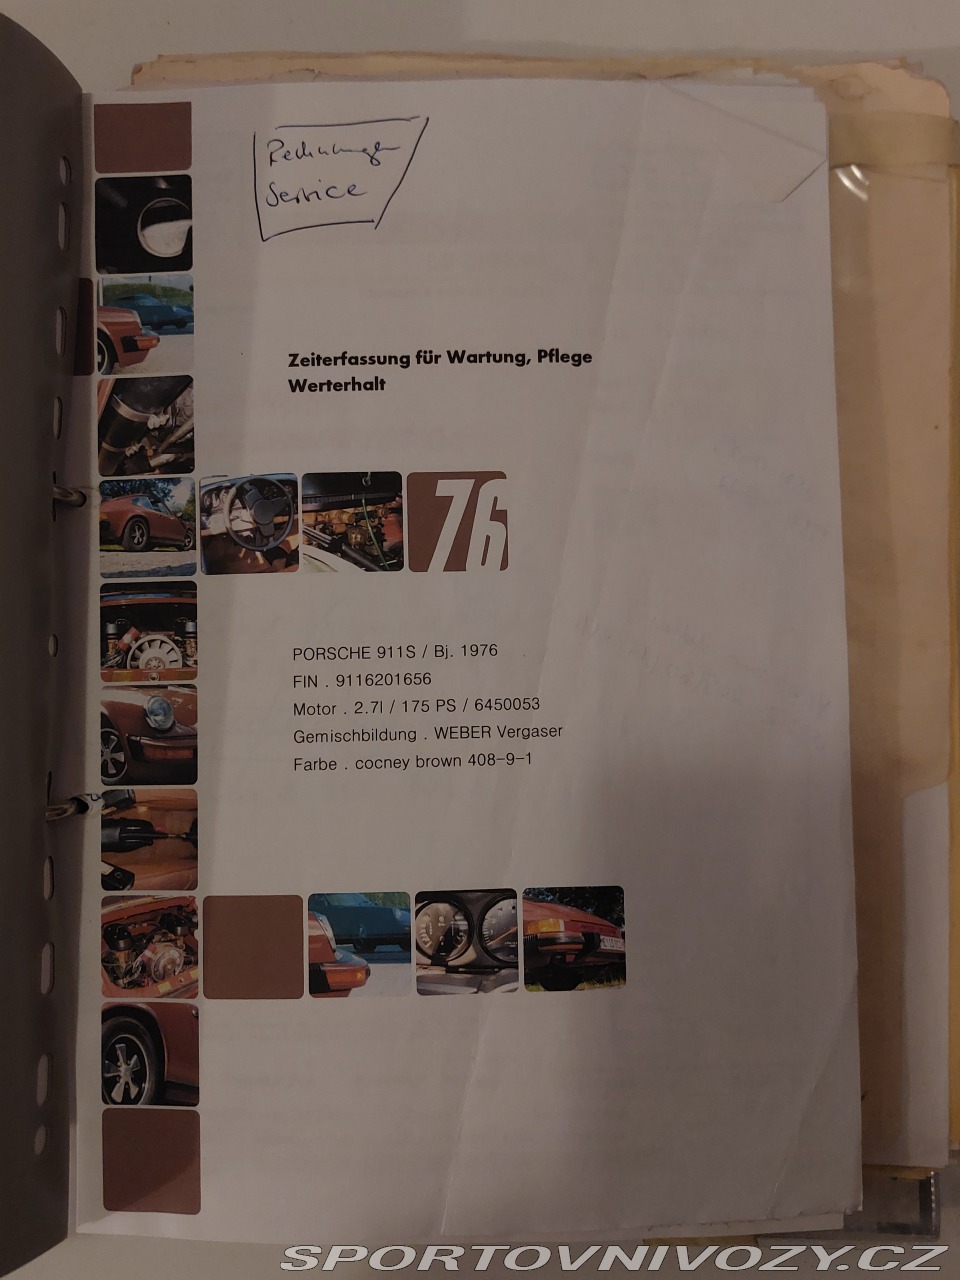 Rechnungen
Service
Zeiterfassung für Wartung, Pflege
Werterhalt
76
PORSCHE 911S / Bj. 1976
FIN . 9116201656
Motor . 2.7l / 175 PS / 6450053
Gemischbildung . WEBER Vergaser
Farbe . cocney brown 408-9-1
SPORTOVNIVOZY.CZ